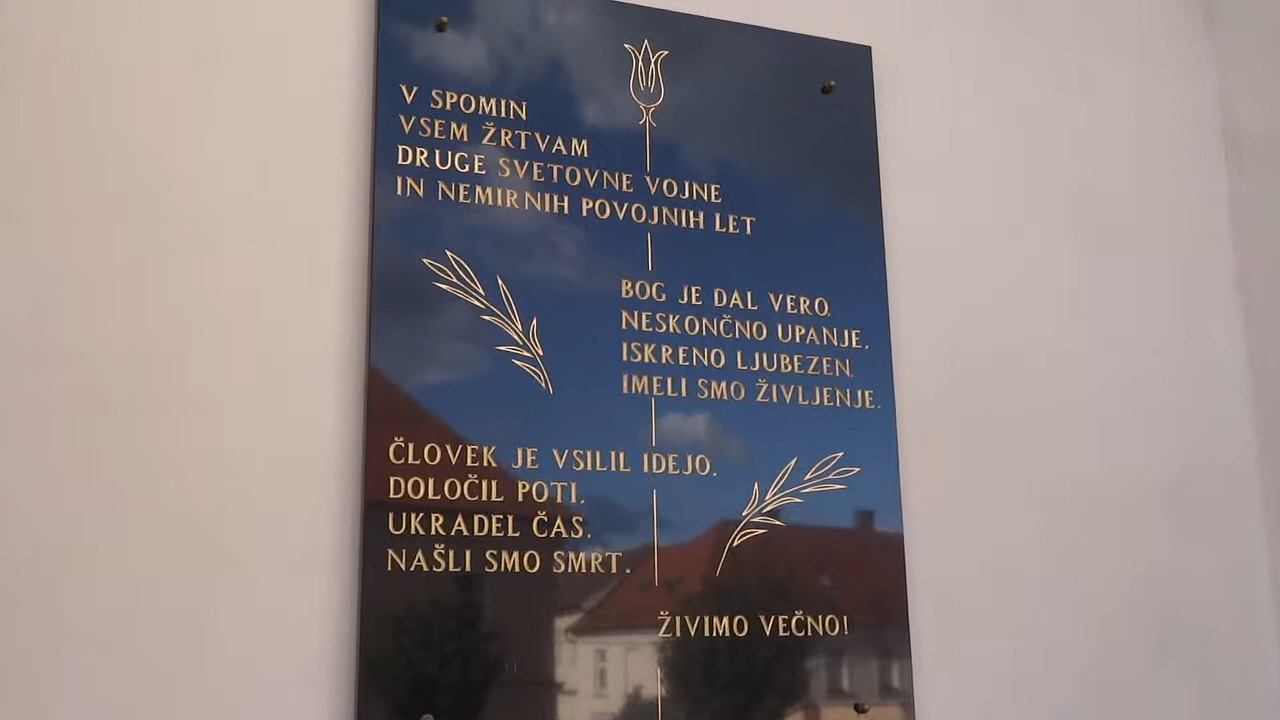 V SPOMIN
VSEM ŽRTVAM
DRUGE SVETOVNE VOJNE
IN NEMIRNIH POVOJNIH LET
BOG JE DAL VERO,
NESKONČNO UPANJE,
ISKRENO LJUBEZEN.
IMELI SMO ŽIVLJENJE.
ČLOVEK JE VSILIL IDEJO,
DOLOČIL POTI,
UKRADEL ČAS.
NAŠLI SMO SMRT.
ŽIVIMO VEČNO!